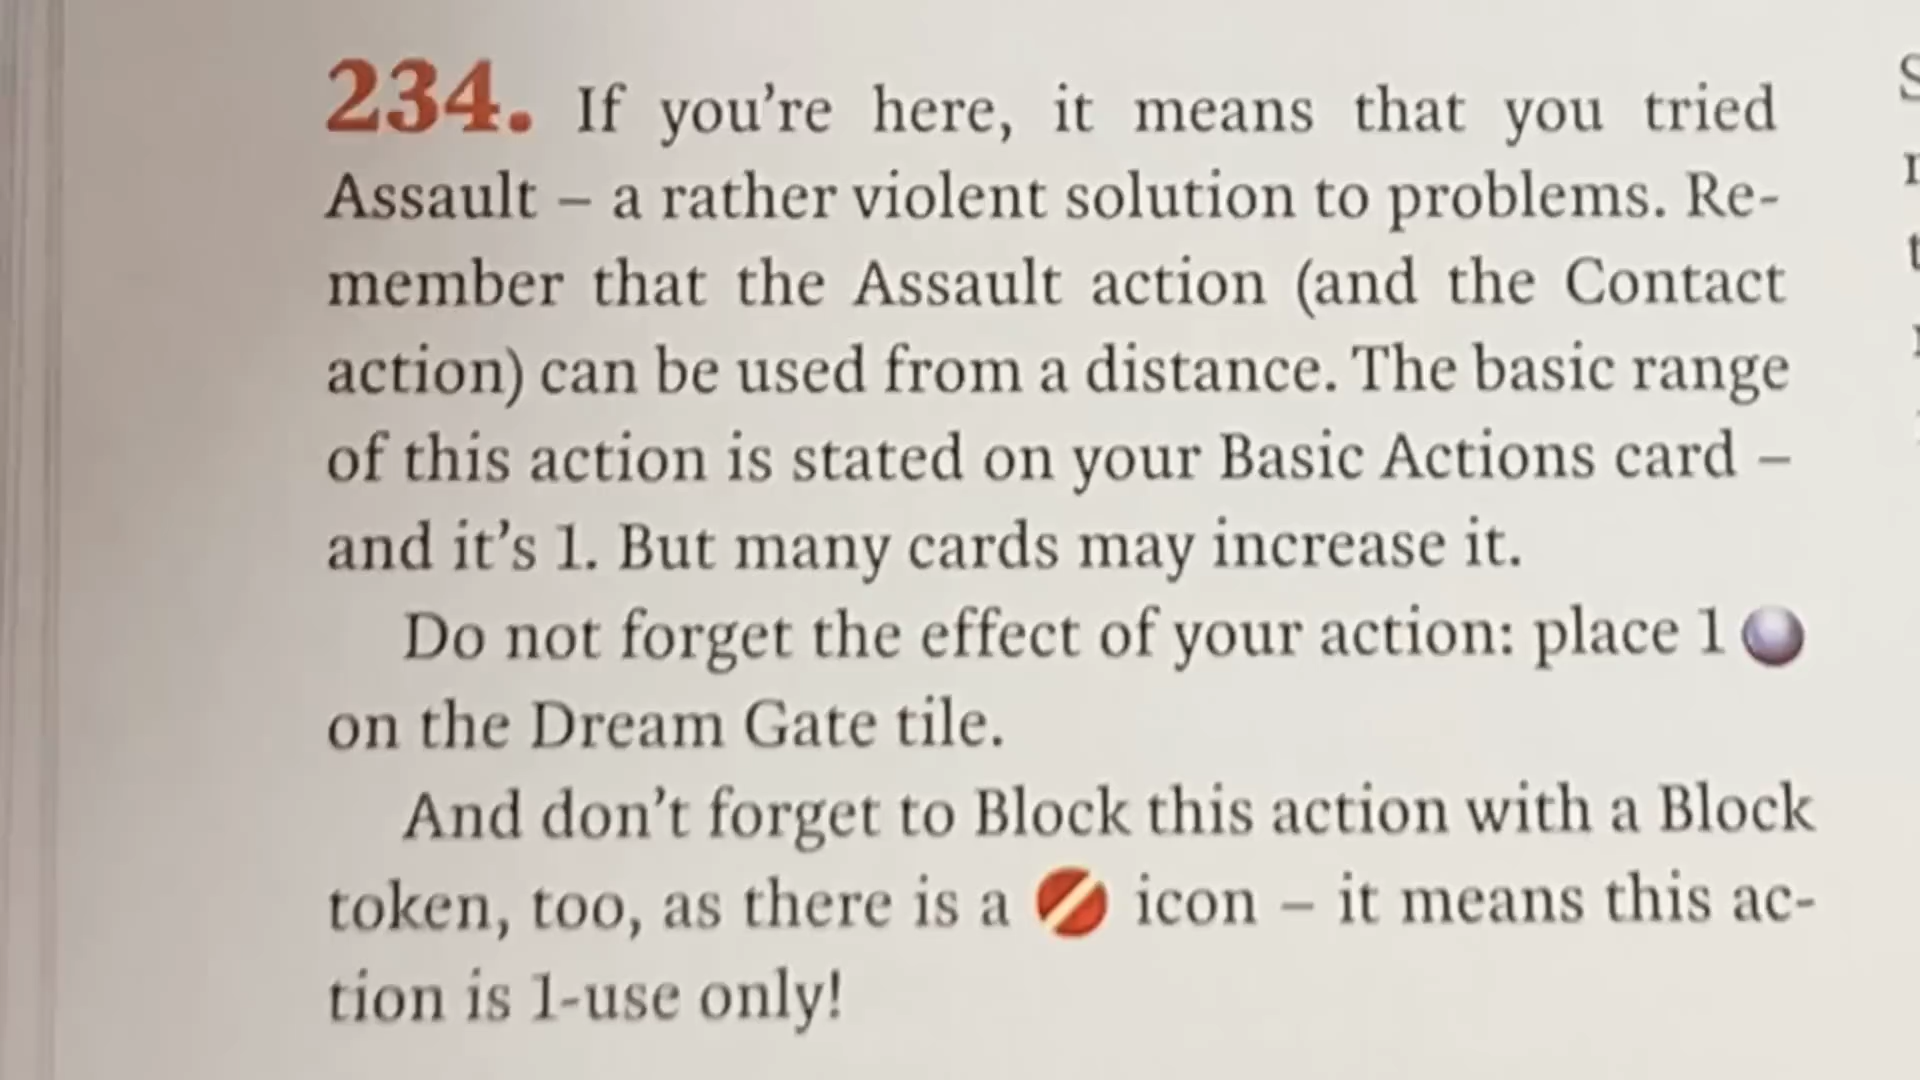 234. If you're here, it means that you tried
Assault – a rather violent solution to problems. Re-
member that the Assault action (and the Contact
action) can be used from a distance. The basic range
of this action is stated on your Basic Actions card –
and it's 1. But many cards may increase it.
Do not forget the effect of your action: place 1
on the Dream Gate tile.
And don't forget to Block this action with a Block
token, too, as there is a icon – it means this ac-
tion is 1-use only!